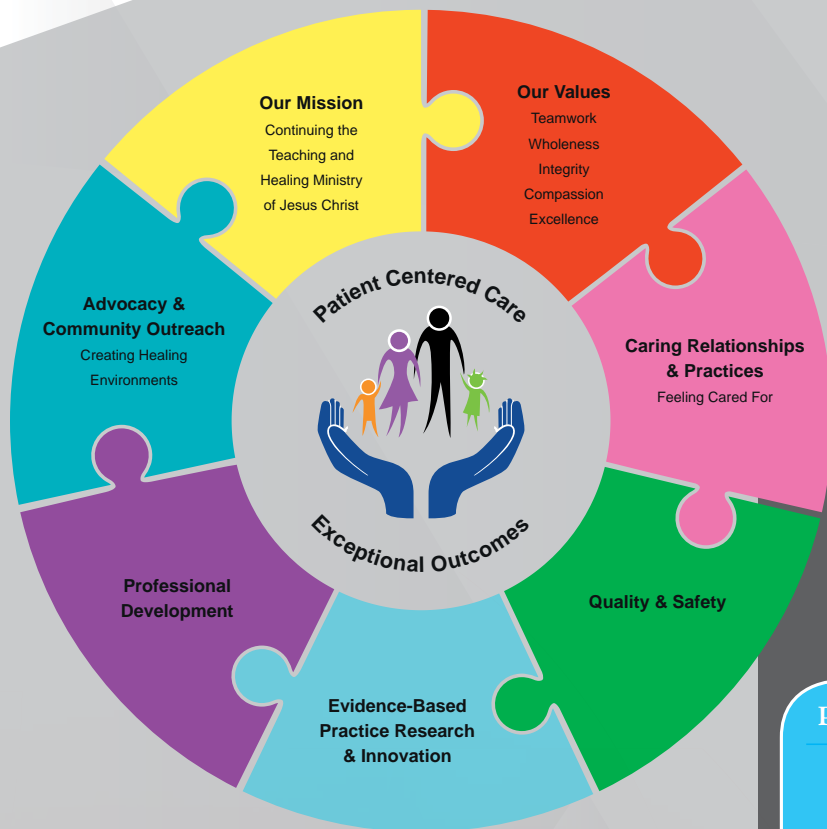 Our Mission
Continuing the
Teaching and
Healing Ministry
of Jesus Christ
Our Values
Teamwork
Wholeness
Integrity
Compassion
Excellence
Caring Relationships
& Practices
Feeling Cared For
Quality & Safety
Evidence-Based
Practice Research
& Innovation
Professional
Development
Advocacy &
Community Outreach
Creating Healing
Environments
Patient Centered Care
Exceptional Outcomes